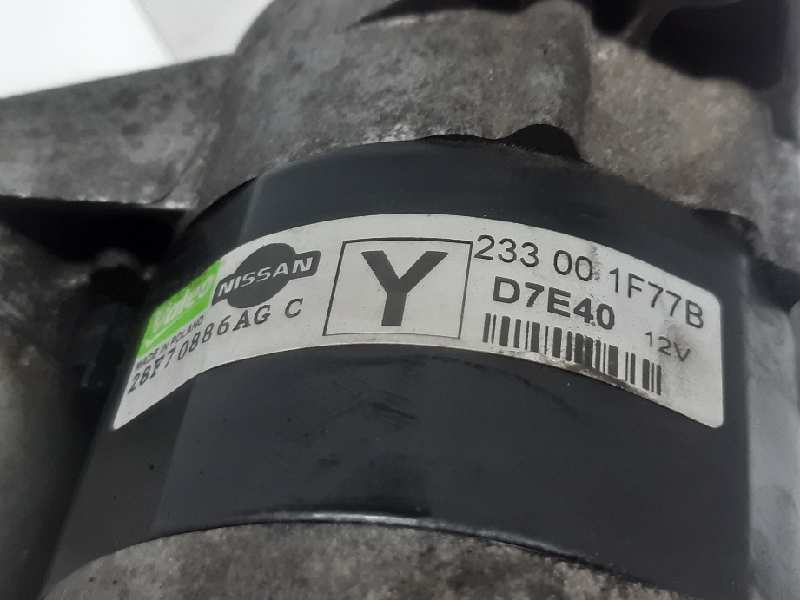 Valeo
NISSAN
MADE IN POLAND
28F70886AG C
Y
233 00 1F77B
D7E40
12V